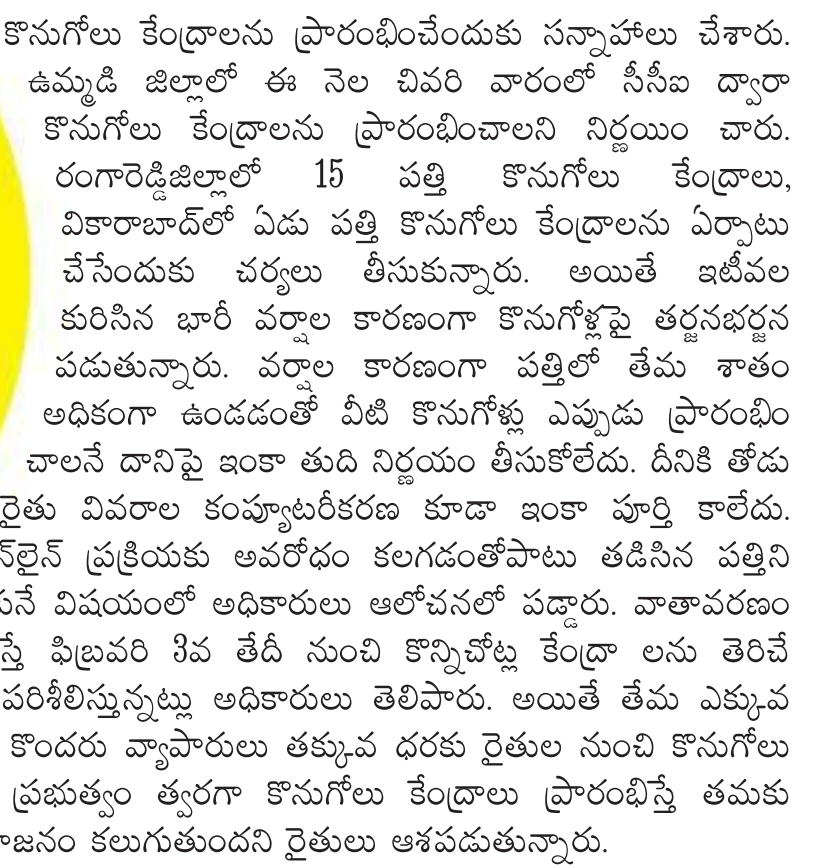 కొనుగోలు కేంద్రాలను ప్రారంభించేందుకు సన్నాహాలు చేశారు.
ఉమ్మడి జిల్లాలో ఈ నెల చివరి వారంలో సీసీఐ ద్వారా
కొనుగోలు కేంద్రాలను ప్రారంభించాలని నిర్ణయిం చారు.
రంగారెడ్డిజిల్లాలో 15 పత్తి కొనుగోలు కేంద్రాలు,
వికారాబాద్‌లో ఏడు పత్తి కొనుగోలు కేంద్రాలను ఏర్పాటు
చేసేందుకు చర్యలు తీసుకున్నారు. అయితే ఇటీవల
కురిసిన భారీ వర్షాల కారణంగా కొనుగోళ్లపై తర్జనభర్జన
పడుతున్నారు. వర్షాల కారణంగా పత్తిలో తేమ శాతం
అధికంగా ఉండడంతో వీటి కొనుగోళ్లు ఎప్పుడు ప్రారంభిం
చాలనే దానిపై ఇంకా తుది నిర్ణయం తీసుకోలేదు. దీనికి తోడు
రైతు వివరాల కంప్యూటరీకరణ కూడా ఇంకా పూర్తి కాలేదు.
ప్రక్రియకు అవరోధం కలగడంతోపాటు తడిసిన పత్తిని
విషయంలో అధికారులు ఆలోచనలో పడ్డారు. వాతావరణం
ఫిబ్రవరి 3వ తేదీ నుంచి కొన్నిచోట్ల కేంద్రా లను తెరిచే
పరిశీలిస్తున్నట్లు అధికారులు తెలిపారు. అయితే తేమ ఎక్కువ
కొందరు వ్యాపారులు తక్కువ ధరకు రైతుల నుంచి కొనుగోలు
ప్రభుత్వం త్వరగా కొనుగోలు కేంద్రాలు ప్రారంభిస్తే తమకు
కలుగుతుందని రైతులు ఆశపడుతున్నారు.